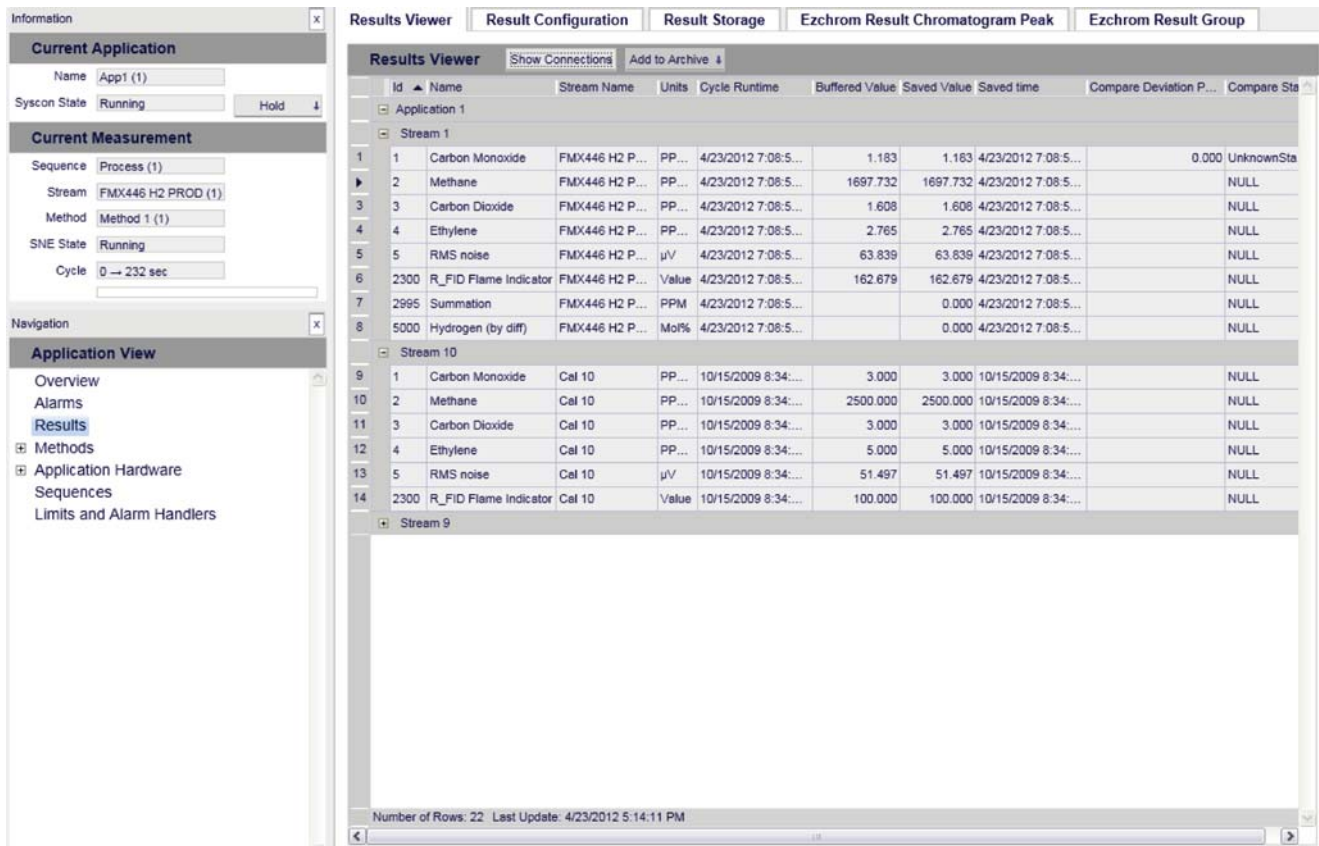 Information x
Current Application
Name App1 (1)
Syscon State Running Hold
Current Measurement
Sequence Process (1)
Stream FMX446 H2 PROD (1)
Method Method 1 (1)
SNE State Running
Cycle 0 → 232 sec
Navigation x
Application View
Overview
Alarms
Results
Methods
Application Hardware
Sequences
Limits and Alarm Handlers
Results Viewer Result Configuration Result Storage Ezchrom Result Chromatogram Peak Ezchrom Result Group
Results Viewer Show Connections Add to Archive
Id Name Stream Name Units Cycle Runtime Buffered Value Saved Value Saved time Compare Deviation P... Compare Sta
Application 1
Stream 1
1 1 Carbon Monoxide FMX446 H2 P... PP... 4/23/2012 7:08:5... 1.183 1.183 4/23/2012 7:08:5... 0.000 UnknownSta
2 Methane FMX446 H2 P... PP... 4/23/2012 7:08:5... 1697.732 1697.732 4/23/2012 7:08:5... NULL
3 3 Carbon Dioxide FMX446 H2 P... PP... 4/23/2012 7:08:5... 1.608 1.608 4/23/2012 7:08:5... NULL
4 4 Ethylene FMX446 H2 P... PP... 4/23/2012 7:08:5... 2.765 2.765 4/23/2012 7:08:5... NULL
5 5 RMS noise FMX446 H2 P... µV 4/23/2012 7:08:5... 63.839 63.839 4/23/2012 7:08:5... NULL
6 2300 R_FID Flame Indicator FMX446 H2 P... Value 4/23/2012 7:08:5... 162.679 162.679 4/23/2012 7:08:5... NULL
7 2995 Summation FMX446 H2 P... PPM 4/23/2012 7:08:5... 0.000 4/23/2012 7:08:5... NULL
8 5000 Hydrogen (by diff) FMX446 H2 P... Mol% 4/23/2012 7:08:5... 0.000 4/23/2012 7:08:5... NULL
Stream 10
9 1 Carbon Monoxide Cal 10 PP... 10/15/2009 8:34:... 3.000 3.000 10/15/2009 8:34:... NULL
10 2 Methane Cal 10 PP... 10/15/2009 8:34:... 2500.000 2500.000 10/15/2009 8:34:... NULL
11 3 Carbon Dioxide Cal 10 PP... 10/15/2009 8:34:... 3.000 3.000 10/15/2009 8:34:... NULL
12 4 Ethylene Cal 10 PP... 10/15/2009 8:34:... 5.000 5.000 10/15/2009 8:34:... NULL
13 5 RMS noise Cal 10 µV 10/15/2009 8:34:... 51.497 51.497 10/15/2009 8:34:... NULL
14 2300 R_FID Flame Indicator Cal 10 Value 10/15/2009 8:34:... 100.000 100.000 10/15/2009 8:34:... NULL
Stream 9
Number of Rows: 22 Last Update: 4/23/2012 5:14:11 PM